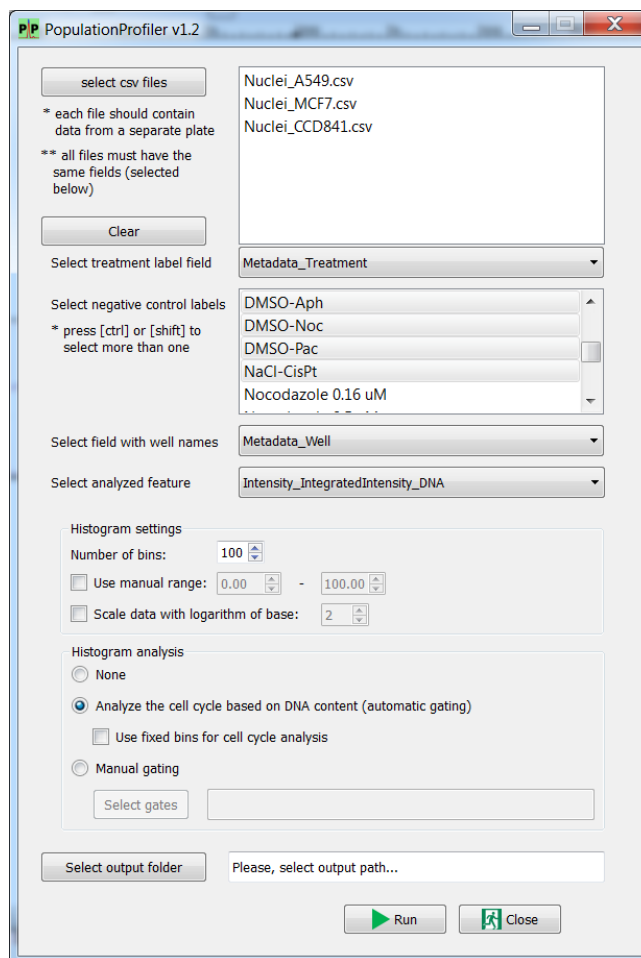 PopulationProfiler v1.2
select csv files
* each file should contain
data from a separate plate
** all files must have the
same fields (selected
below)
Nuclei_A549.csv
Nuclei_MCF7.csv
Nuclei_CCD841.csv
Clear
Select treatment label field
Metadata_Treatment
Select negative control labels
* press [ctrl] or [shift] to
select more than one
DMSO-Aph
DMSO-Noc
DMSO-Pac
NaCl-CisPt
Nocodazole 0.16 uM
Select field with well names
Metadata_Well
Select analyzed feature
Intensity_IntegratedIntensity_DNA
Histogram settings
Number of bins: 100
Use manual range: 0.00 - 100.00
Scale data with logarithm of base: 2
Histogram analysis
None
Analyze the cell cycle based on DNA content (automatic gating)
Use fixed bins for cell cycle analysis
Manual gating
Select gates
Select output folder
Please, select output path...
Run
Close